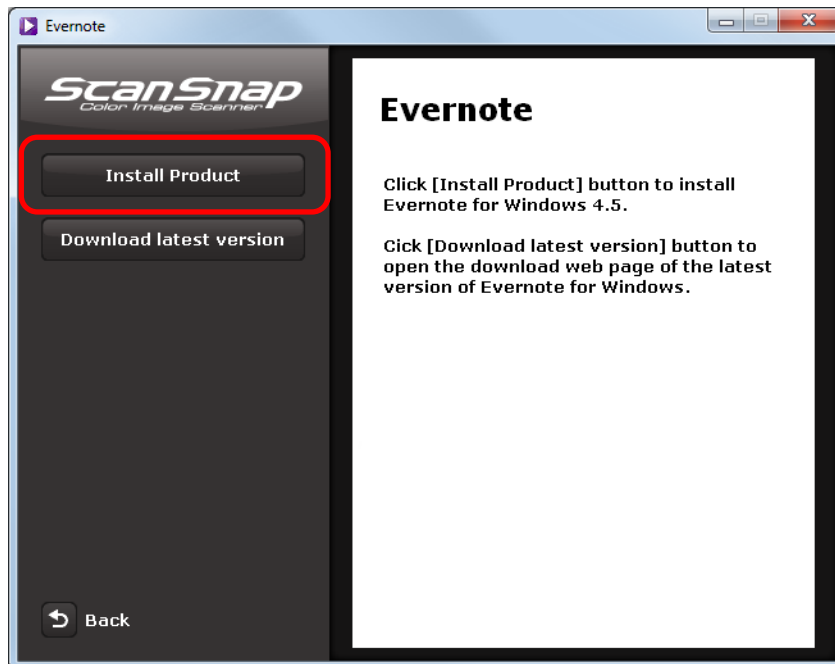 Evernote
ScanSnap
Color Image Scanner
Install Product
Download latest version
Back
Evernote
Click [Install Product] button to install
Evernote for Windows 4.5.
Cick [Download latest version] button to
open the download web page of the latest
version of Evernote for Windows.